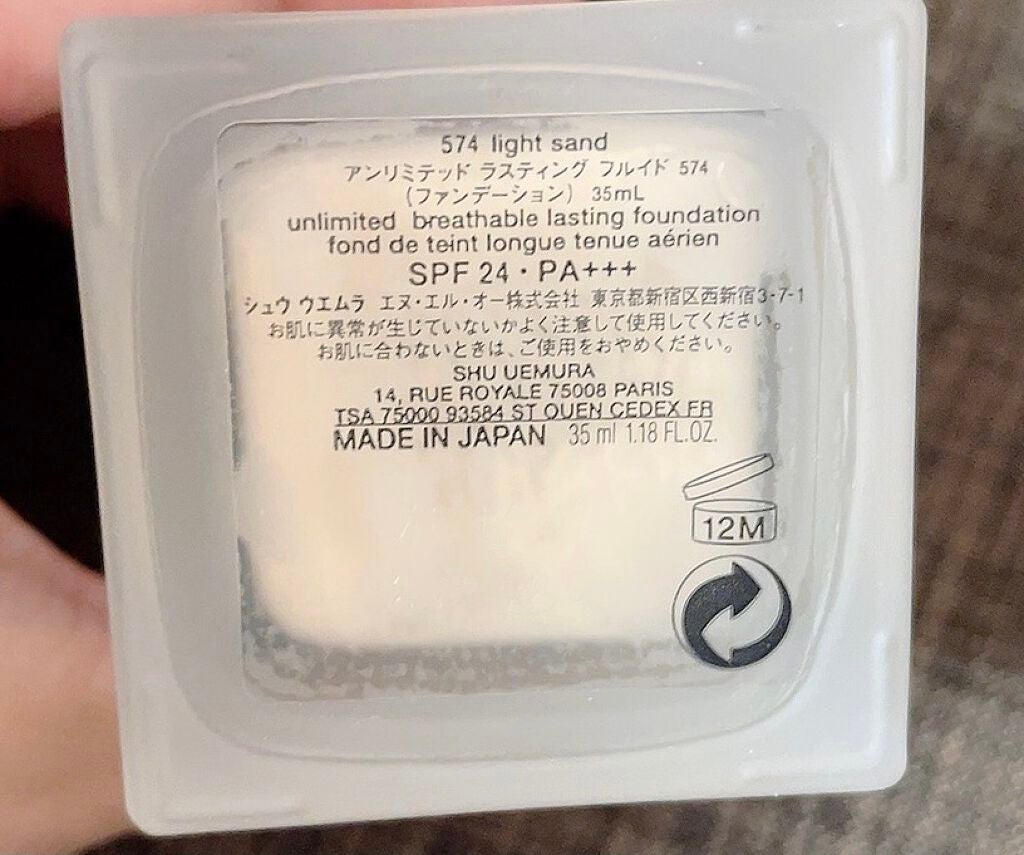 574 light sand
アンリミテッド ラスティング フルイド 574
(ファンデーション) 35mL
unlimited breathable lasting foundation
fond de teint longue tenue aérien
SPF 24・PA+++
シュウ ウエムラ エヌ・エル・オー株式会社 東京都新宿区西新宿3-7-1
お肌に異常が生じていないかよく注意して使用してください。
お肌に合わないときは、ご使用をおやめください。
SHU UEMURA
14, RUE ROYALE 75008 PARIS
TSA 75000 93584 ST OUEN CEDEX FR
MADE IN JAPAN 35 ml 1.18 FL.OZ.
12M